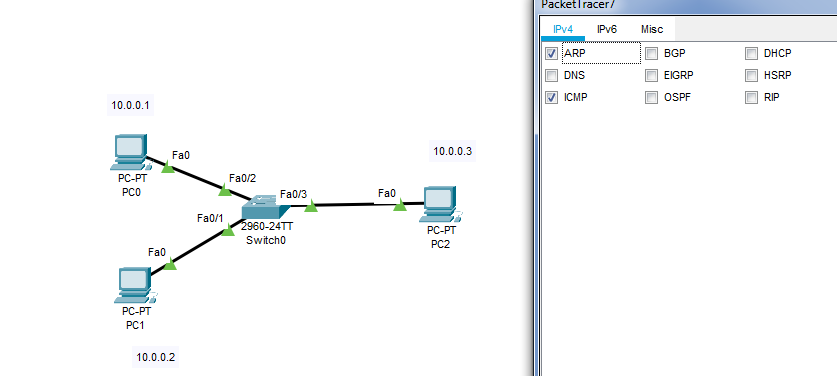 PacketTracer7
IPv4 IPv6 Misc
ARP BGP DHCP
DNS EIGRP HSRP
ICMP OSPF RIP
10.0.0.1
Fa0
PC-PT
PC0
Fa0/2
10.0.0.3
Fa0/3
Fa0
PC-PT
PC2
Fa0/1
2960-24TT
Switch0
Fa0
PC-PT
PC1
10.0.0.2